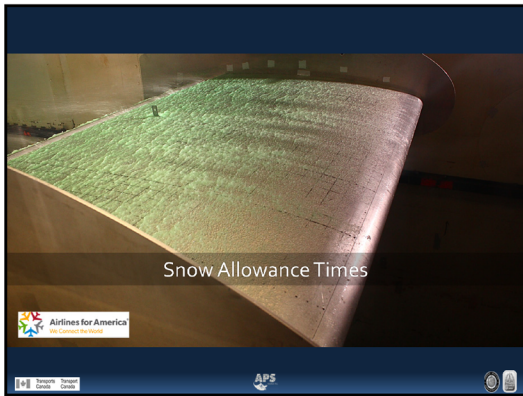 Snow Allowance Times
Airlines for America®
We Connect the World
Transports Canada
Transport Canada
APS